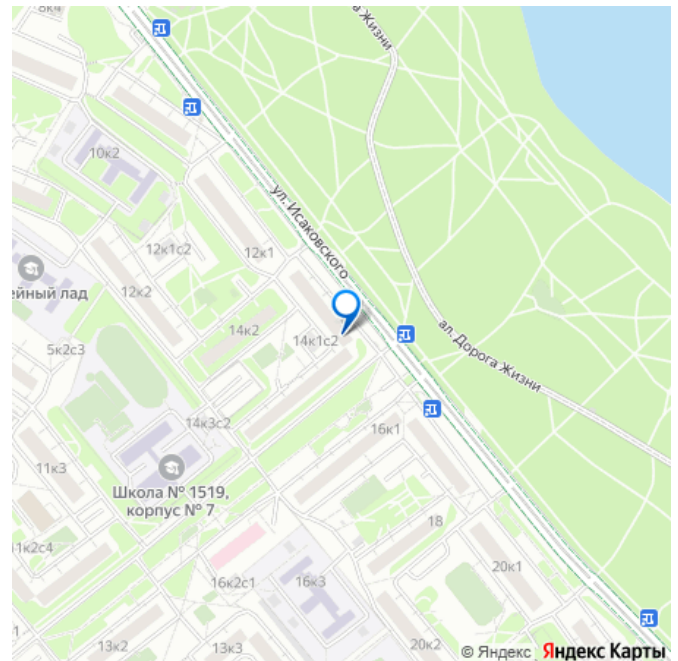 8к4
а Жизни
10к2
ул. Исаковского
12к1с2
12к1
ейный лад
12к2
14к2
14к1с2
5к2с3
ал. Дорога Жизни
14к3с2
16к1
11к3
Школа № 1519,
корпус № 7
18
1к2с4
20к1
16к2с1
16к3
13к2
13к3
20к2
© Яндекс Яндекс Карты